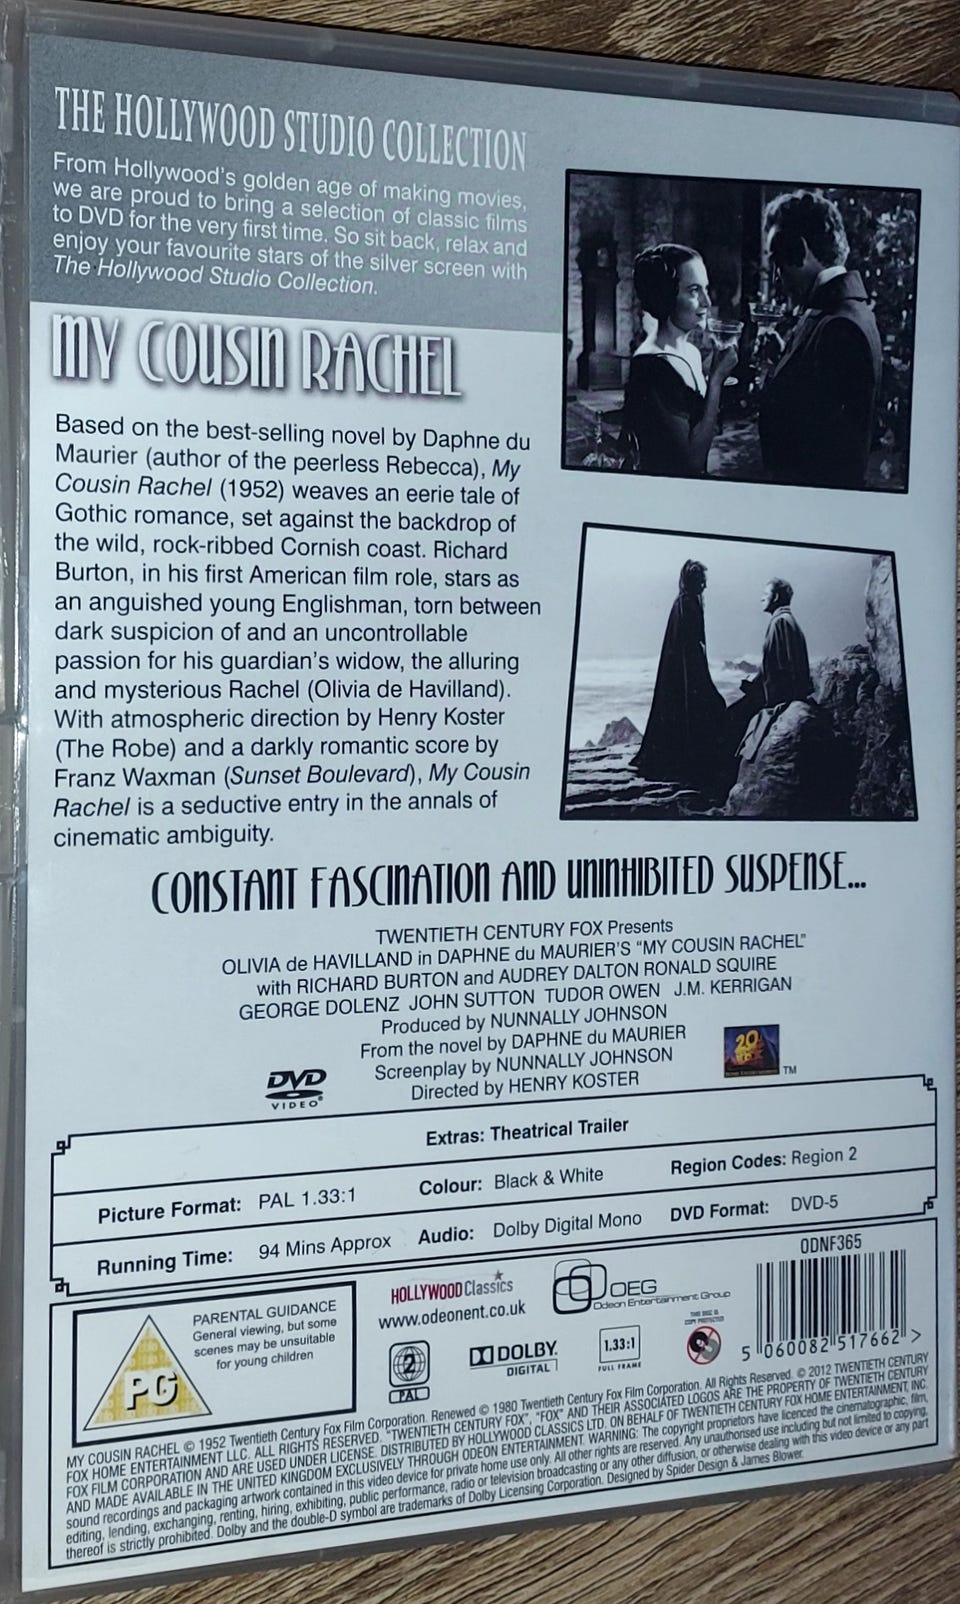 THE HOLLYWOOD STUDIO COLLECTION
From Hollywood's golden age of making movies,
we are proud to bring a selection of classic films
to DVD for the very first time. So sit back, relax and
enjoy your favourite stars of the silver screen with
The Hollywood Studio Collection.
MY COUSIN RACHEL
Based on the best-selling novel by Daphne du
Maurier (author of the peerless Rebecca), My
Cousin Rachel (1952) weaves an eerie tale of
Gothic romance, set against the backdrop of
the wild, rock-ribbed Cornish coast. Richard
Burton, in his first American film role, stars as
an anguished young Englishman, torn between
dark suspicion of and an uncontrollable
passion for his guardian's widow, the alluring
and mysterious Rachel (Olivia de Havilland).
With atmospheric direction by Henry Koster
(The Robe) and a darkly romantic score by
Franz Waxman (Sunset Boulevard), My Cousin
Rachel is a seductive entry in the annals of
cinematic ambiguity.
CONSTANT FASCINATION AND UNINHIBITED SUSPENSE...
TWENTIETH CENTURY FOX Presents
OLIVIA de HAVILLAND in DAPHNE du MAURIER'S "MY COUSIN RACHEL"
with RICHARD BURTON and AUDREY DALTON RONALD SQUIRE
GEORGE DOLENZ JOHN SUTTON TUDOR OWEN J.M. KERRIGAN
Produced by NUNNALLY JOHNSON
From the novel by DAPHNE du MAURIER
Screenplay by NUNNALLY JOHNSON
Directed by HENRY KOSTER
DVD
VIDEO
20
FOX
TM
Extras: Theatrical Trailer
Picture Format: PAL 1.33:1 Colour: Black & White Region Codes: Region 2
Running Time: 94 Mins Approx Audio: Dolby Digital Mono DVD Format: DVD-5
PARENTAL GUIDANCE
General viewing, but some
scenes may be unsuitable
for young children
PG
HOLLYWOOD Classics
www.odeonent.co.uk
OEG
Odeon Entertainment Group
2
PAL
DOLBY
DIGITAL
1.33:1
FULL FRAME
THIS DISC IS
COPY PROTECTED
ODNF365
5 060082 517662 >
MY COUSIN RACHEL © 1952 Twentieth Century Fox Film Corporation. Renewed © 1980 Twentieth Century Fox Film Corporation. All Rights Reserved. © 2012 TWENTIETH CENTURY
FOX HOME ENTERTAINMENT LLC. ALL RIGHTS RESERVED. "TWENTIETH CENTURY FOX", "FOX" AND THEIR ASSOCIATED LOGOS ARE THE PROPERTY OF TWENTIETH CENTURY
FOX FILM CORPORATION AND ARE USED UNDER LICENSE. DISTRIBUTED BY HOLLYWOOD CLASSICS LTD. ON BEHALF OF TWENTIETH CENTURY FOX HOME ENTERTAINMENT, INC.
AND MADE AVAILABLE IN THE UNITED KINGDOM EXCLUSIVELY THROUGH ODEON ENTERTAINMENT. WARNING: The copyright proprietors have licenced the cinematographic, film,
sound recordings and packaging artwork contained in this video device for private home use only. All other rights are reserved. Any unauthorised use including but not limited to copying,
editing, lending, exchanging, renting, hiring, exhibiting, public performance, radio or television broadcasting or any other diffusion, or otherwise dealing with this video device or any part
thereof is strictly prohibited. Dolby and the double-D symbol are trademarks of Dolby Licensing Corporation. Designed by Spider Design & James Blower.